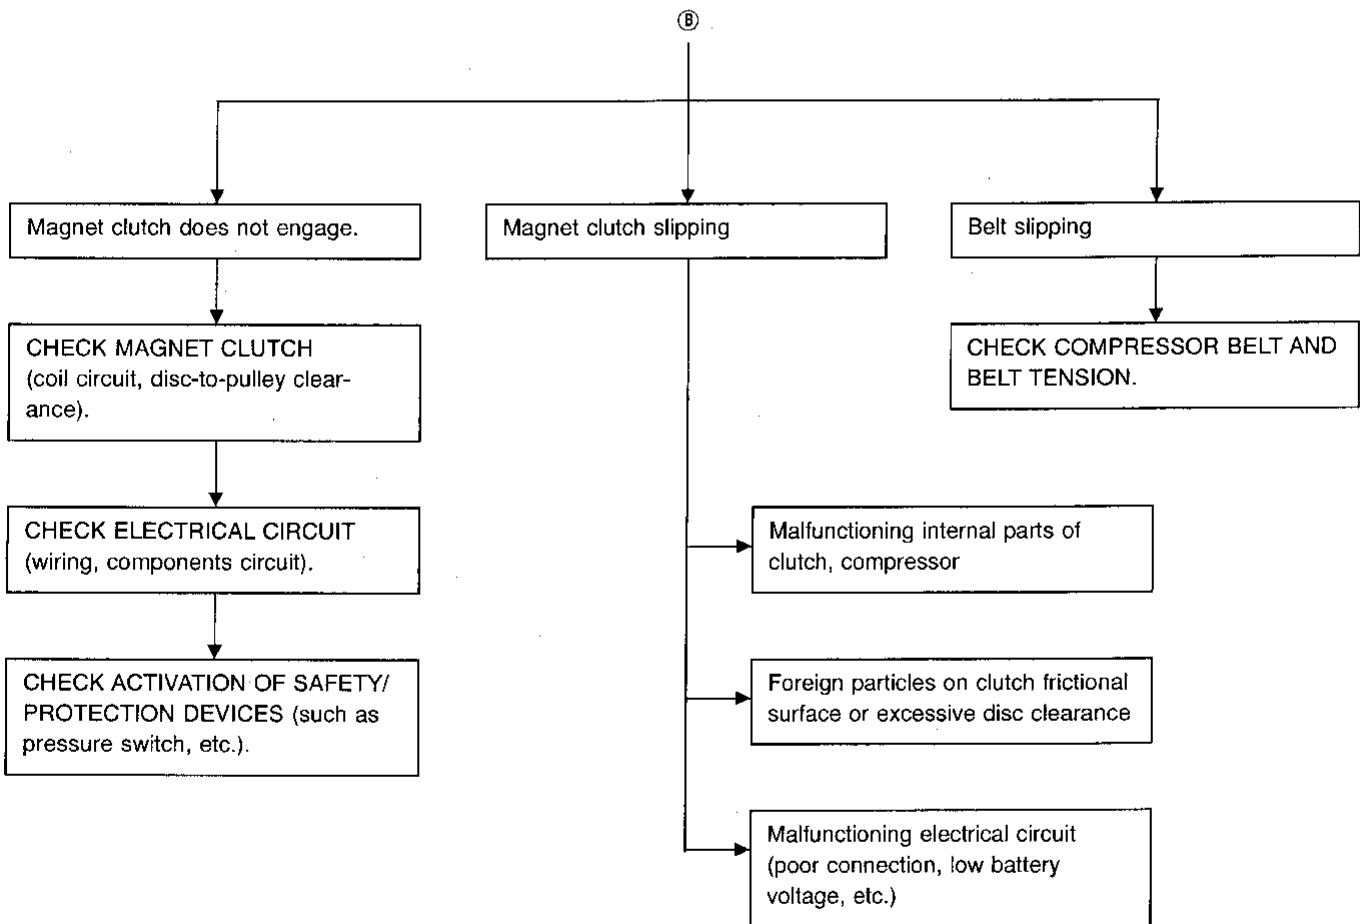 Ⓑ
Magnet clutch does not engage.
Magnet clutch slipping
Belt slipping
CHECK MAGNET CLUTCH
(coil circuit, disc-to-pulley clear-
ance).
CHECK COMPRESSOR BELT AND
BELT TENSION.
CHECK ELECTRICAL CIRCUIT
(wiring, components circuit).
Malfunctioning internal parts of
clutch, compressor
CHECK ACTIVATION OF SAFETY/
PROTECTION DEVICES (such as
pressure switch, etc.).
Foreign particles on clutch frictional
surface or excessive disc clearance
Malfunctioning electrical circuit
(poor connection, low battery
voltage, etc.)